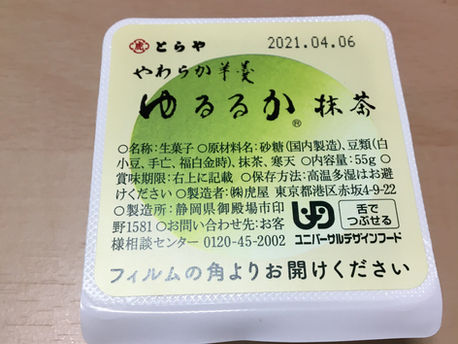 虎 とらや
2021.04.06
やわらか羊羹
ゆるるか® 抹茶
○名称:生菓子○原材料名:砂糖(国内製造)、豆類(白
小豆、手亡、福白金時)、抹茶、寒天 ○内容量:55g○
賞味期限:右上に記載 ○保存方法:高温多湿はお避
けください ○製造者:㈱虎屋 東京都港区赤坂4-9-22
○製造所:静岡県御殿場市印
野1581 ○お問い合わせ先:お客
様相談センター 0120-45-2002
UD 舌で
つぶせる
ユニバーサルデザインフード
フィルムの角よりお開けください